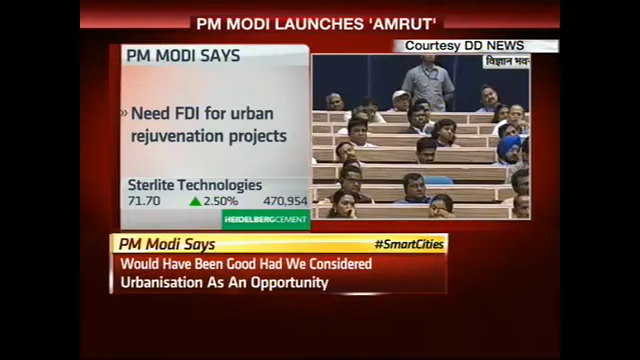 PM MODI LAUNCHES 'AMRUT'
Courtesy DD NEWS
PM MODI SAYS
विज्ञान भवन
» Need FDI for urban
rejuvenation projects
Sterlite Technologies
71.70 ▲ 2.50% 470,954
HEIDELBERGCEMENT
PM Modi Says
#SmartCities
Would Have Been Good Had We Considered
Urbanisation As An Opportunity